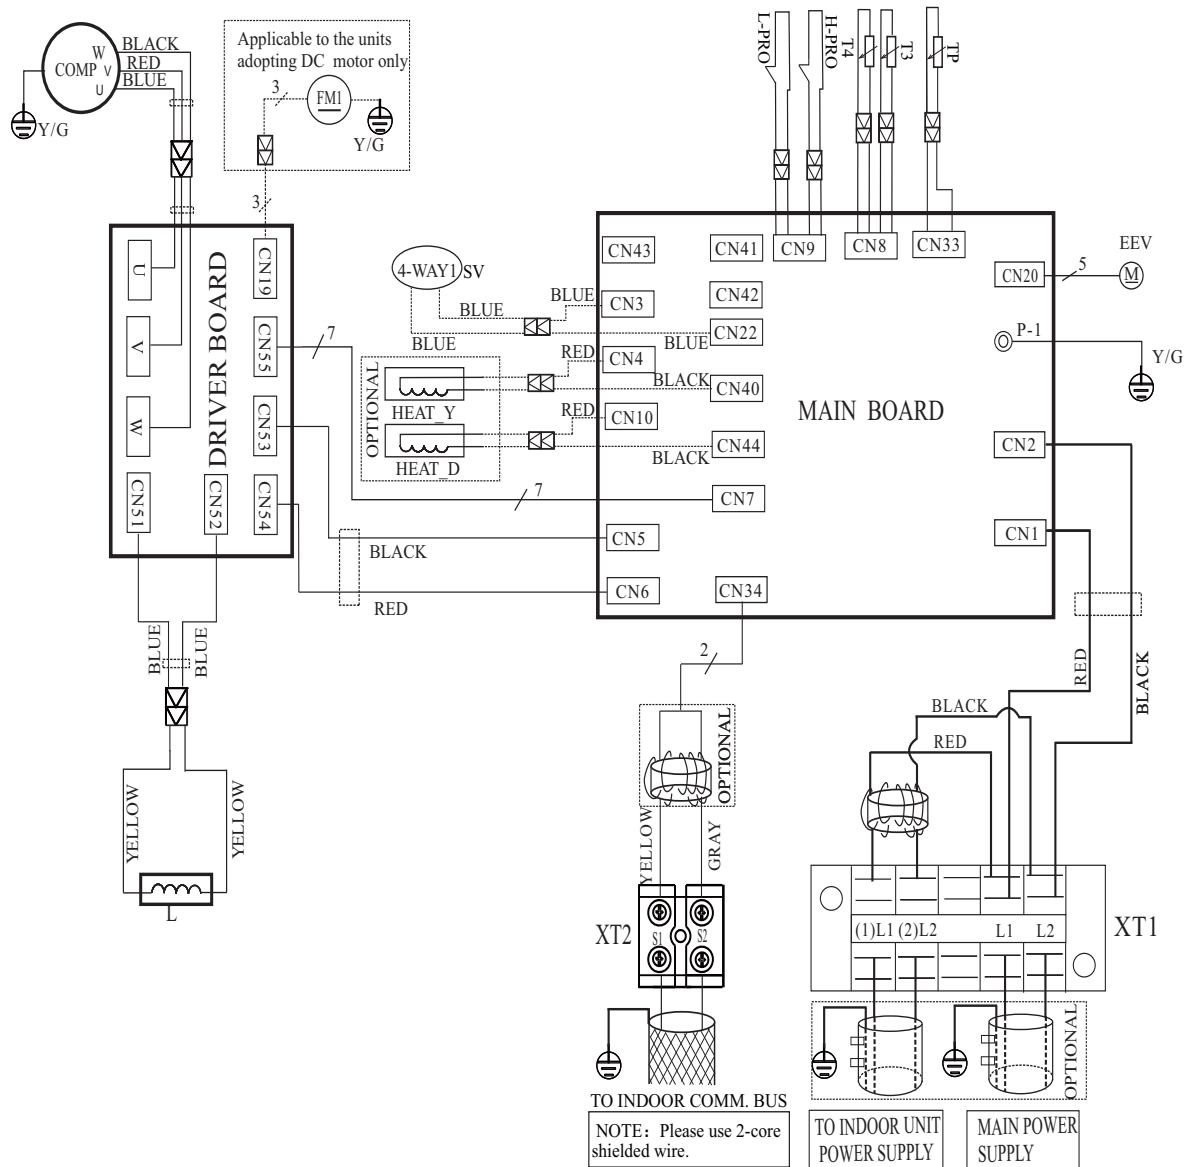 W
BLACK
COMP V
RED
U
BLUE
Y/G
Applicable to the units
adopting DC motor only
3
FM1
Y/G
3
L-PRO
H-PRO
T4
T3
TP
DRIVER BOARD
U
V
W
CN19
CN55
CN53
CN54
CN51
CN52
7
BLACK
RED
BLUE
BLUE
YELLOW
YELLOW
L
4-WAY1
SV
BLUE
BLUE
BLUE
BLUE
OPTIONAL
HEAT_Y
HEAT_D
RED
BLACK
RED
BLACK
7
MAIN BOARD
CN43
CN41
CN9
CN8
CN33
CN3
CN42
CN22
CN4
CN40
CN10
CN44
CN7
CN5
CN6
CN34
CN20
5
EEV
M
P-1
Y/G
CN2
CN1
RED
BLACK
2
OPTIONAL
YELLOW
GRAY
XT2
S1
S2
TO INDOOR COMM. BUS
NOTE: Please use 2-core
shielded wire.
BLACK
RED
(1)L1
(2)L2
L1
L2
XT1
OPTIONAL
TO INDOOR UNIT
POWER SUPPLY
MAIN POWER
SUPPLY